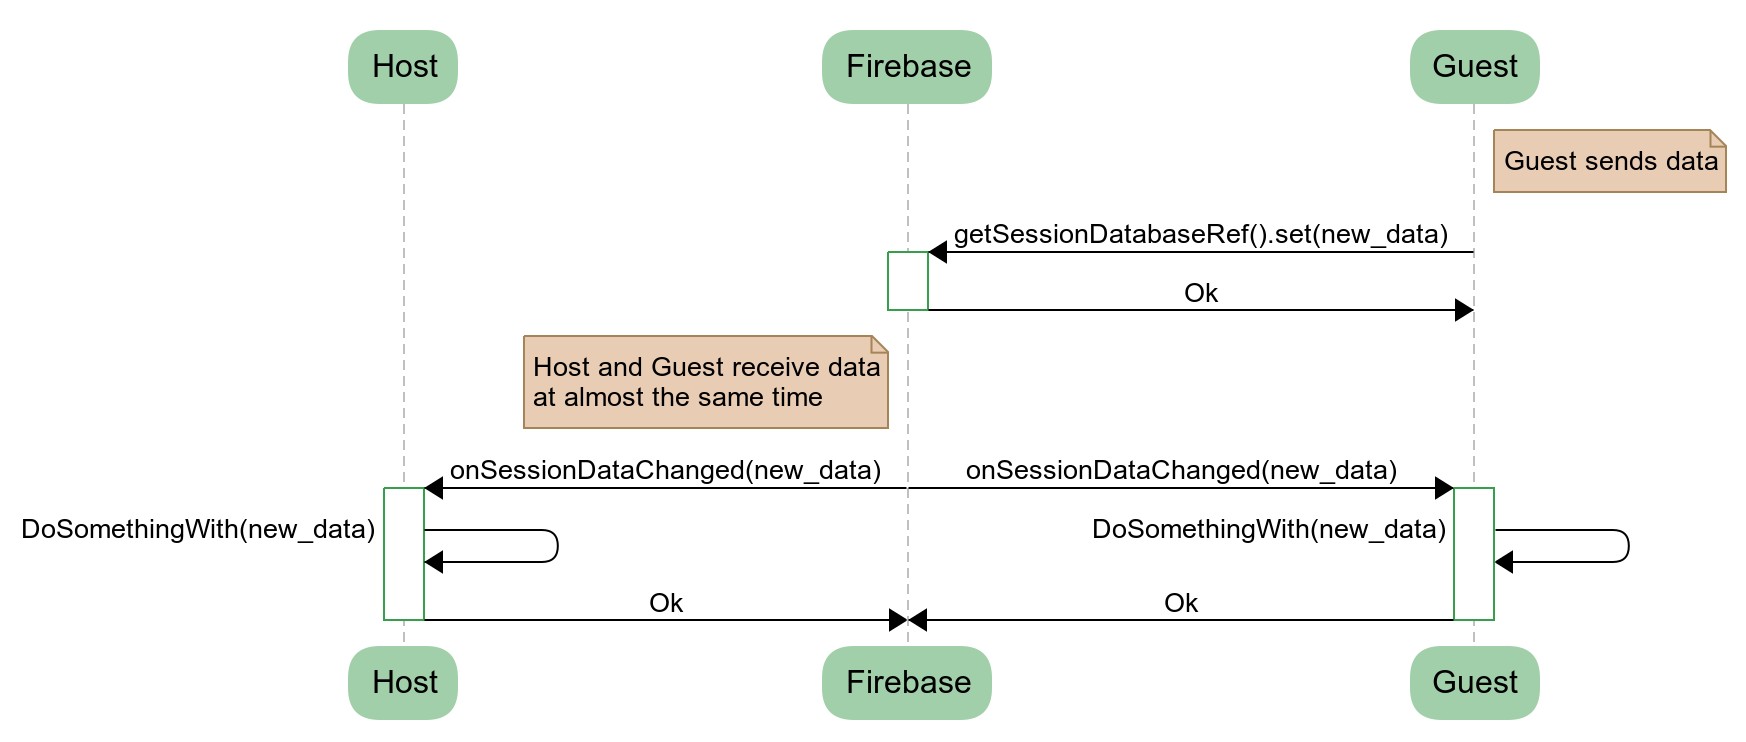 Host
Firebase
Guest
Guest sends data
getSessionDatabaseRef().set(new_data)
Ok
Host and Guest receive data
at almost the same time
onSessionDataChanged(new_data)
onSessionDataChanged(new_data)
DoSomethingWith(new_data)
DoSomethingWith(new_data)
Ok
Ok
Host
Firebase
Guest